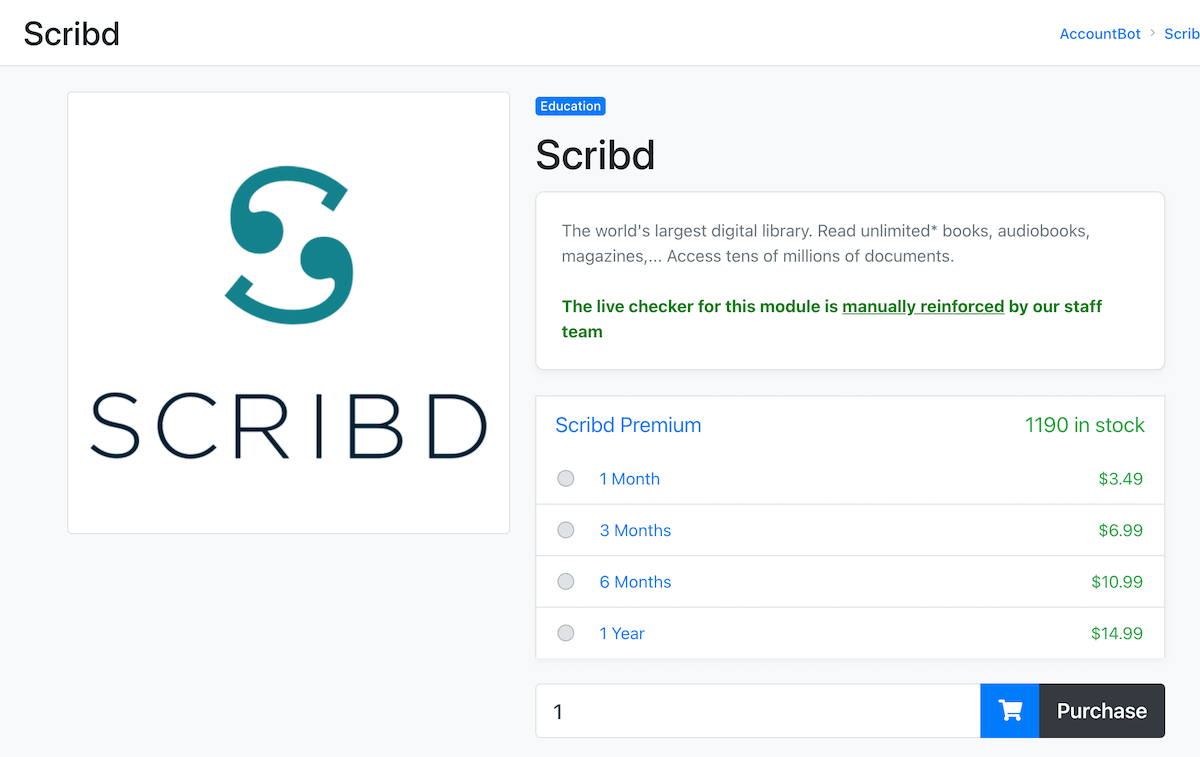 Scribd
AccountBot > Scrib
SCRIBD
Education
Scribd
The world's largest digital library. Read unlimited* books, audiobooks,
magazines,... Access tens of millions of documents.
The live checker for this module is manually reinforced by our staff
team
Scribd Premium 1190 in stock
1 Month $3.49
3 Months $6.99
6 Months $10.99
1 Year $14.99
1 Purchase